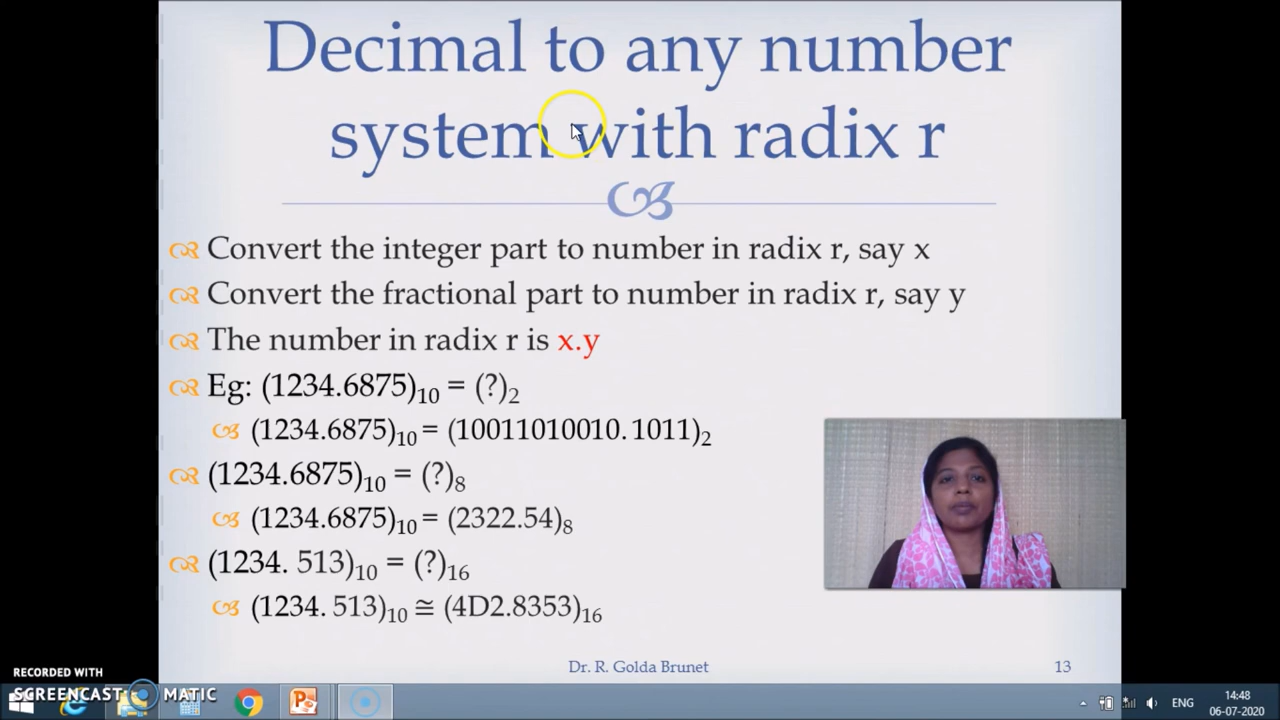 Decimal to any number
system with radix r
Convert the integer part to number in radix r, say x
Convert the fractional part to number in radix r, say y
The number in radix r is x.y
Eg: (1234.6875)₁₀ = (?)₂
(1234.6875)₁₀ = (10011010010.1011)₂
(1234.6875)₁₀ = (?)₈
(1234.6875)₁₀ = (2322.54)₈
(1234. 513)₁₀ = (?)₁₆
(1234. 513)₁₀ ≅ (4D2.8353)₁₆
Dr. R. Golda Brunet 13
RECORDED WITH
SCREENCAST MATIC
ENG
14:48
06-07-2020